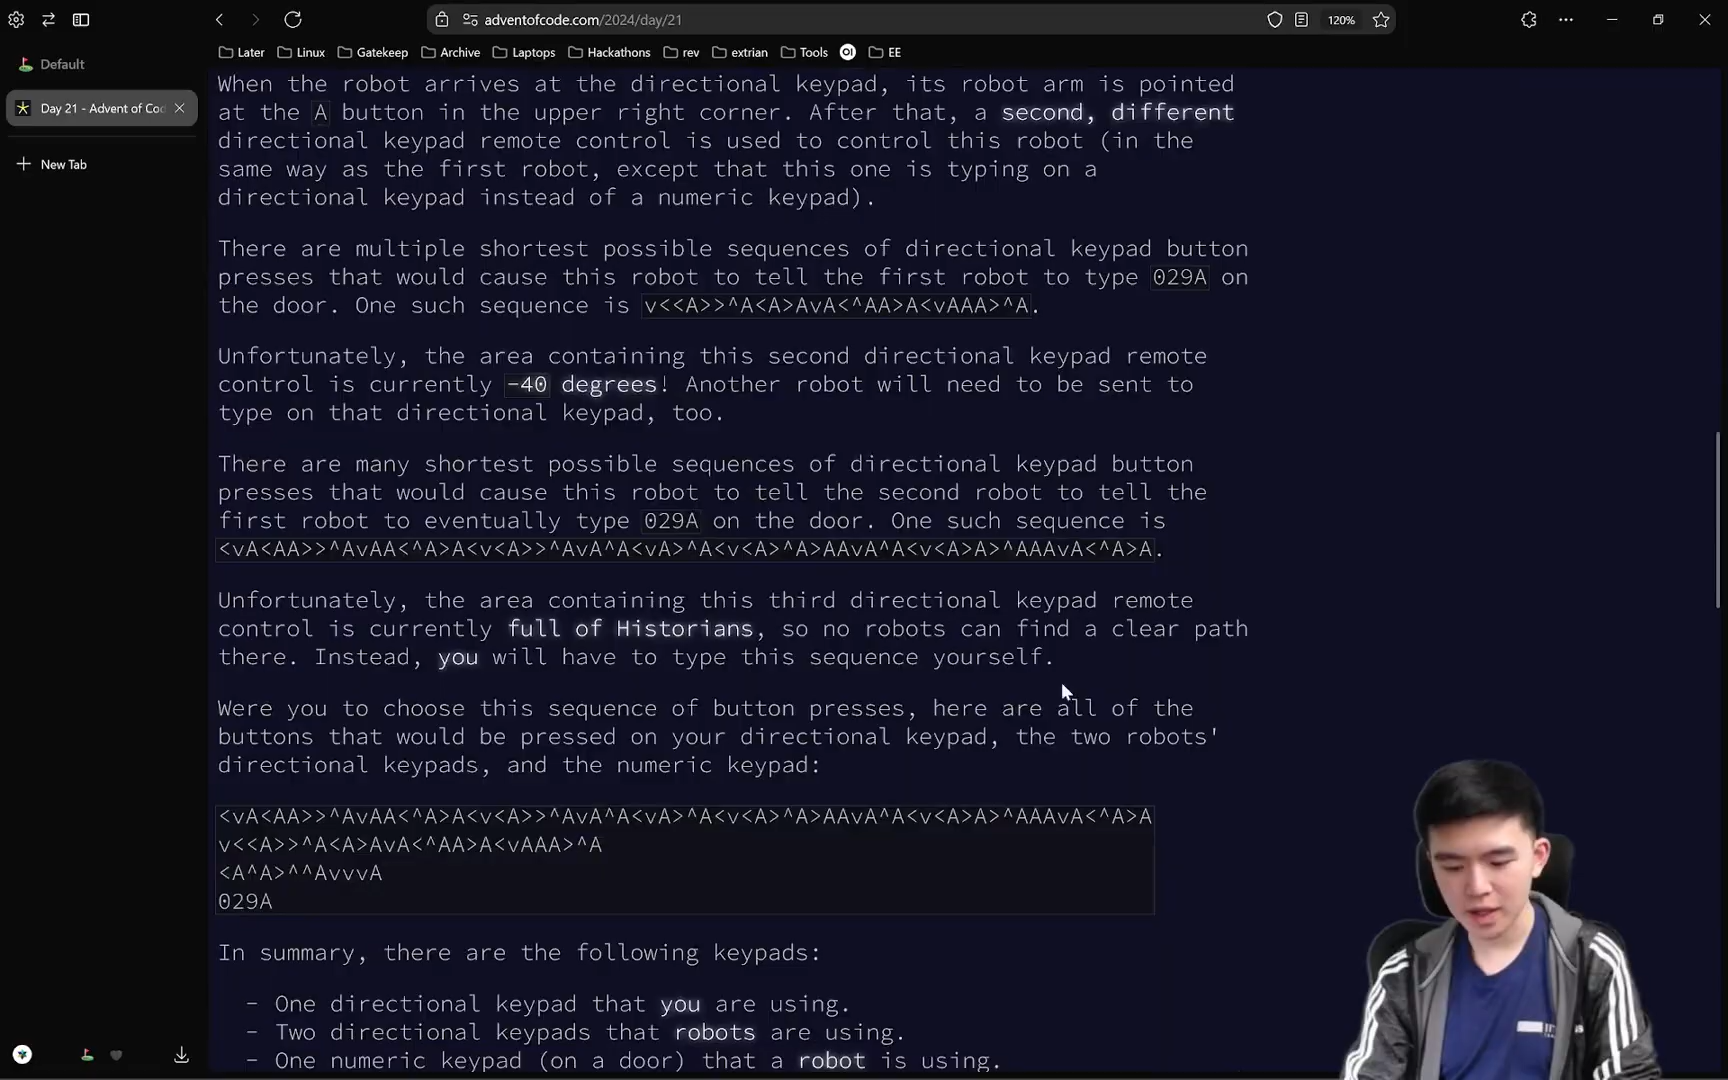 adventofcode.com/2024/day/21
120%
Later
Linux
Gatekeep
Archive
Laptops
Hackathons
rev
extrian
Tools
EE
Default
Day 21 - Advent of Coc
New Tab
When the robot arrives at the directional keypad, its robot arm is pointed
at the A button in the upper right corner. After that, a second, different
directional keypad remote control is used to control this robot (in the
same way as the first robot, except that this one is typing on a
directional keypad instead of a numeric keypad).
There are multiple shortest possible sequences of directional keypad button
presses that would cause this robot to tell the first robot to type 029A on
the door. One such sequence is v<<A>>^A<A>AvA<^AA>A<vAAA>^A.
Unfortunately, the area containing this second directional keypad remote
control is currently -40 degrees! Another robot will need to be sent to
type on that directional keypad, too.
There are many shortest possible sequences of directional keypad button
presses that would cause this robot to tell the second robot to tell the
first robot to eventually type 029A on the door. One such sequence is
<vA<AA>>^AvAA<^A>A<v<A>>^AvA^A<vA>^A<v<A>^A>AAvA^A<v<A>A>^AAAvA<^A>A.
Unfortunately, the area containing this third directional keypad remote
control is currently full of Historians, so no robots can find a clear path
there. Instead, you will have to type this sequence yourself.
Were you to choose this sequence of button presses, here are all of the
buttons that would be pressed on your directional keypad, the two robots'
directional keypads, and the numeric keypad:
<vA<AA>>^AvAA<^A>A<v<A>>^AvA^A<vA>^A<v<A>^A>AAvA^A<v<A>A>^AAAvA<^A>A
v<<A>>^A<A>AvA<^AA>A<vAAA>^A
<A^A>^^AvvvA
029A
In summary, there are the following keypads:
- One directional keypad that you are using.
- Two directional keypads that robots are using.
- One numeric keypad (on a door) that a robot is using.